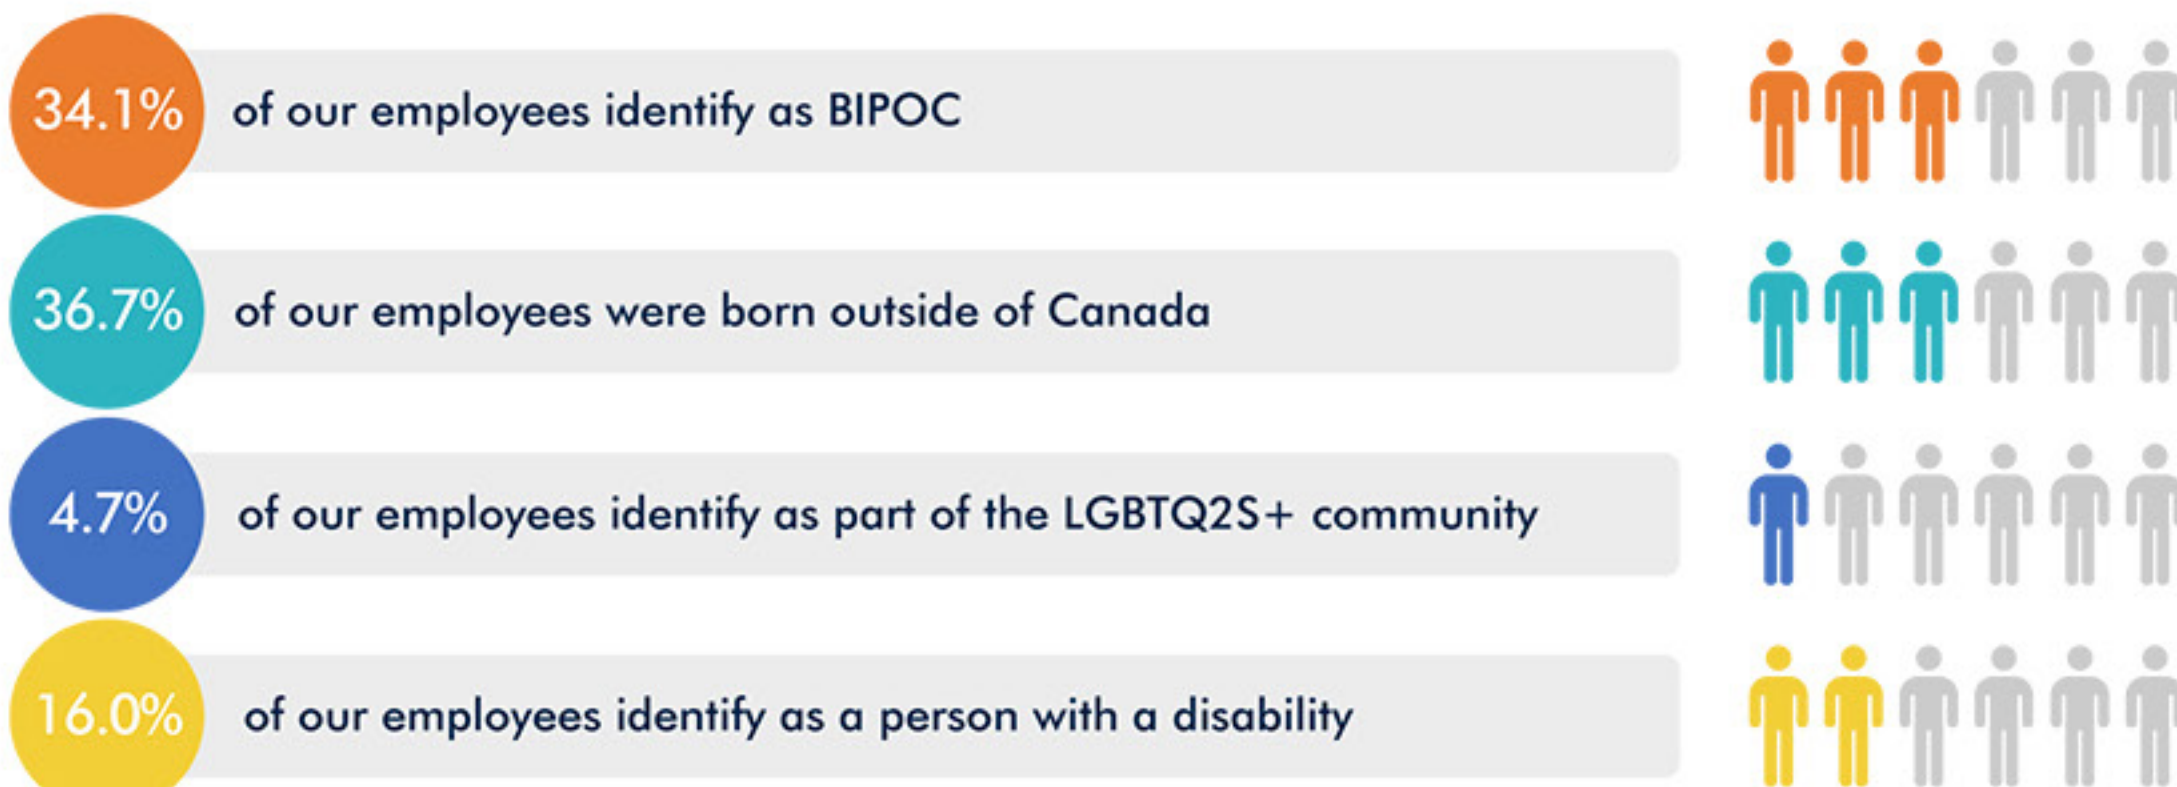 34.1% of our employees identify as BIPOC
36.7% of our employees were born outside of Canada
4.7% of our employees identify as part of the LGBTQ2S+ community
16.0% of our employees identify as a person with a disability